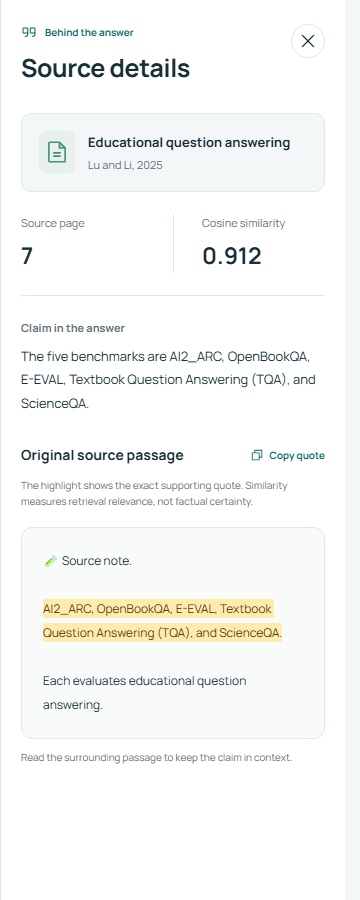 Behind the answer
Source details
Educational question answering
Lu and Li, 2025
Source page
7
Cosine similarity
0.912
Claim in the answer
The five benchmarks are AI2_ARC, OpenBookQA,
E-EVAL, Textbook Question Answering (TQA), and
ScienceQA.
Original source passage
Copy quote
The highlight shows the exact supporting quote. Similarity
measures retrieval relevance, not factual certainty.
🧪 Source note.
AI2_ARC, OpenBookQA, E-EVAL, Textbook
Question Answering (TQA), and ScienceQA.
Each evaluates educational question
answering.
Read the surrounding passage to keep the claim in context.